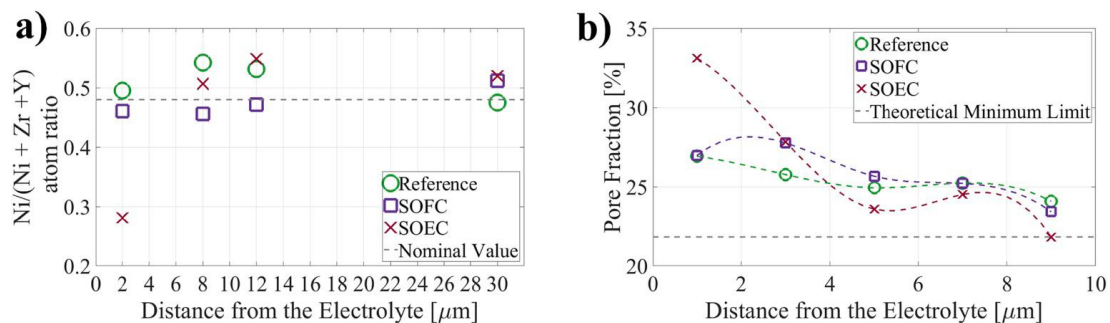 a)
Ni/(Ni + Zr +Y)
atom ratio
0.6
0.5
0.4
0.3
0.2
0 2 4 6 8 10 12 14 16 18 20 22 24 26 28 30
Distance from the Electrolyte [μm]
Reference
SOFC
SOEC
Nominal Value
b)
Pore Fraction [%]
35
30
25
20
0 2 4 6 8 10
Distance from the Electrolyte [μm]
Reference
SOFC
SOEC
Theoretical Minimum Limit